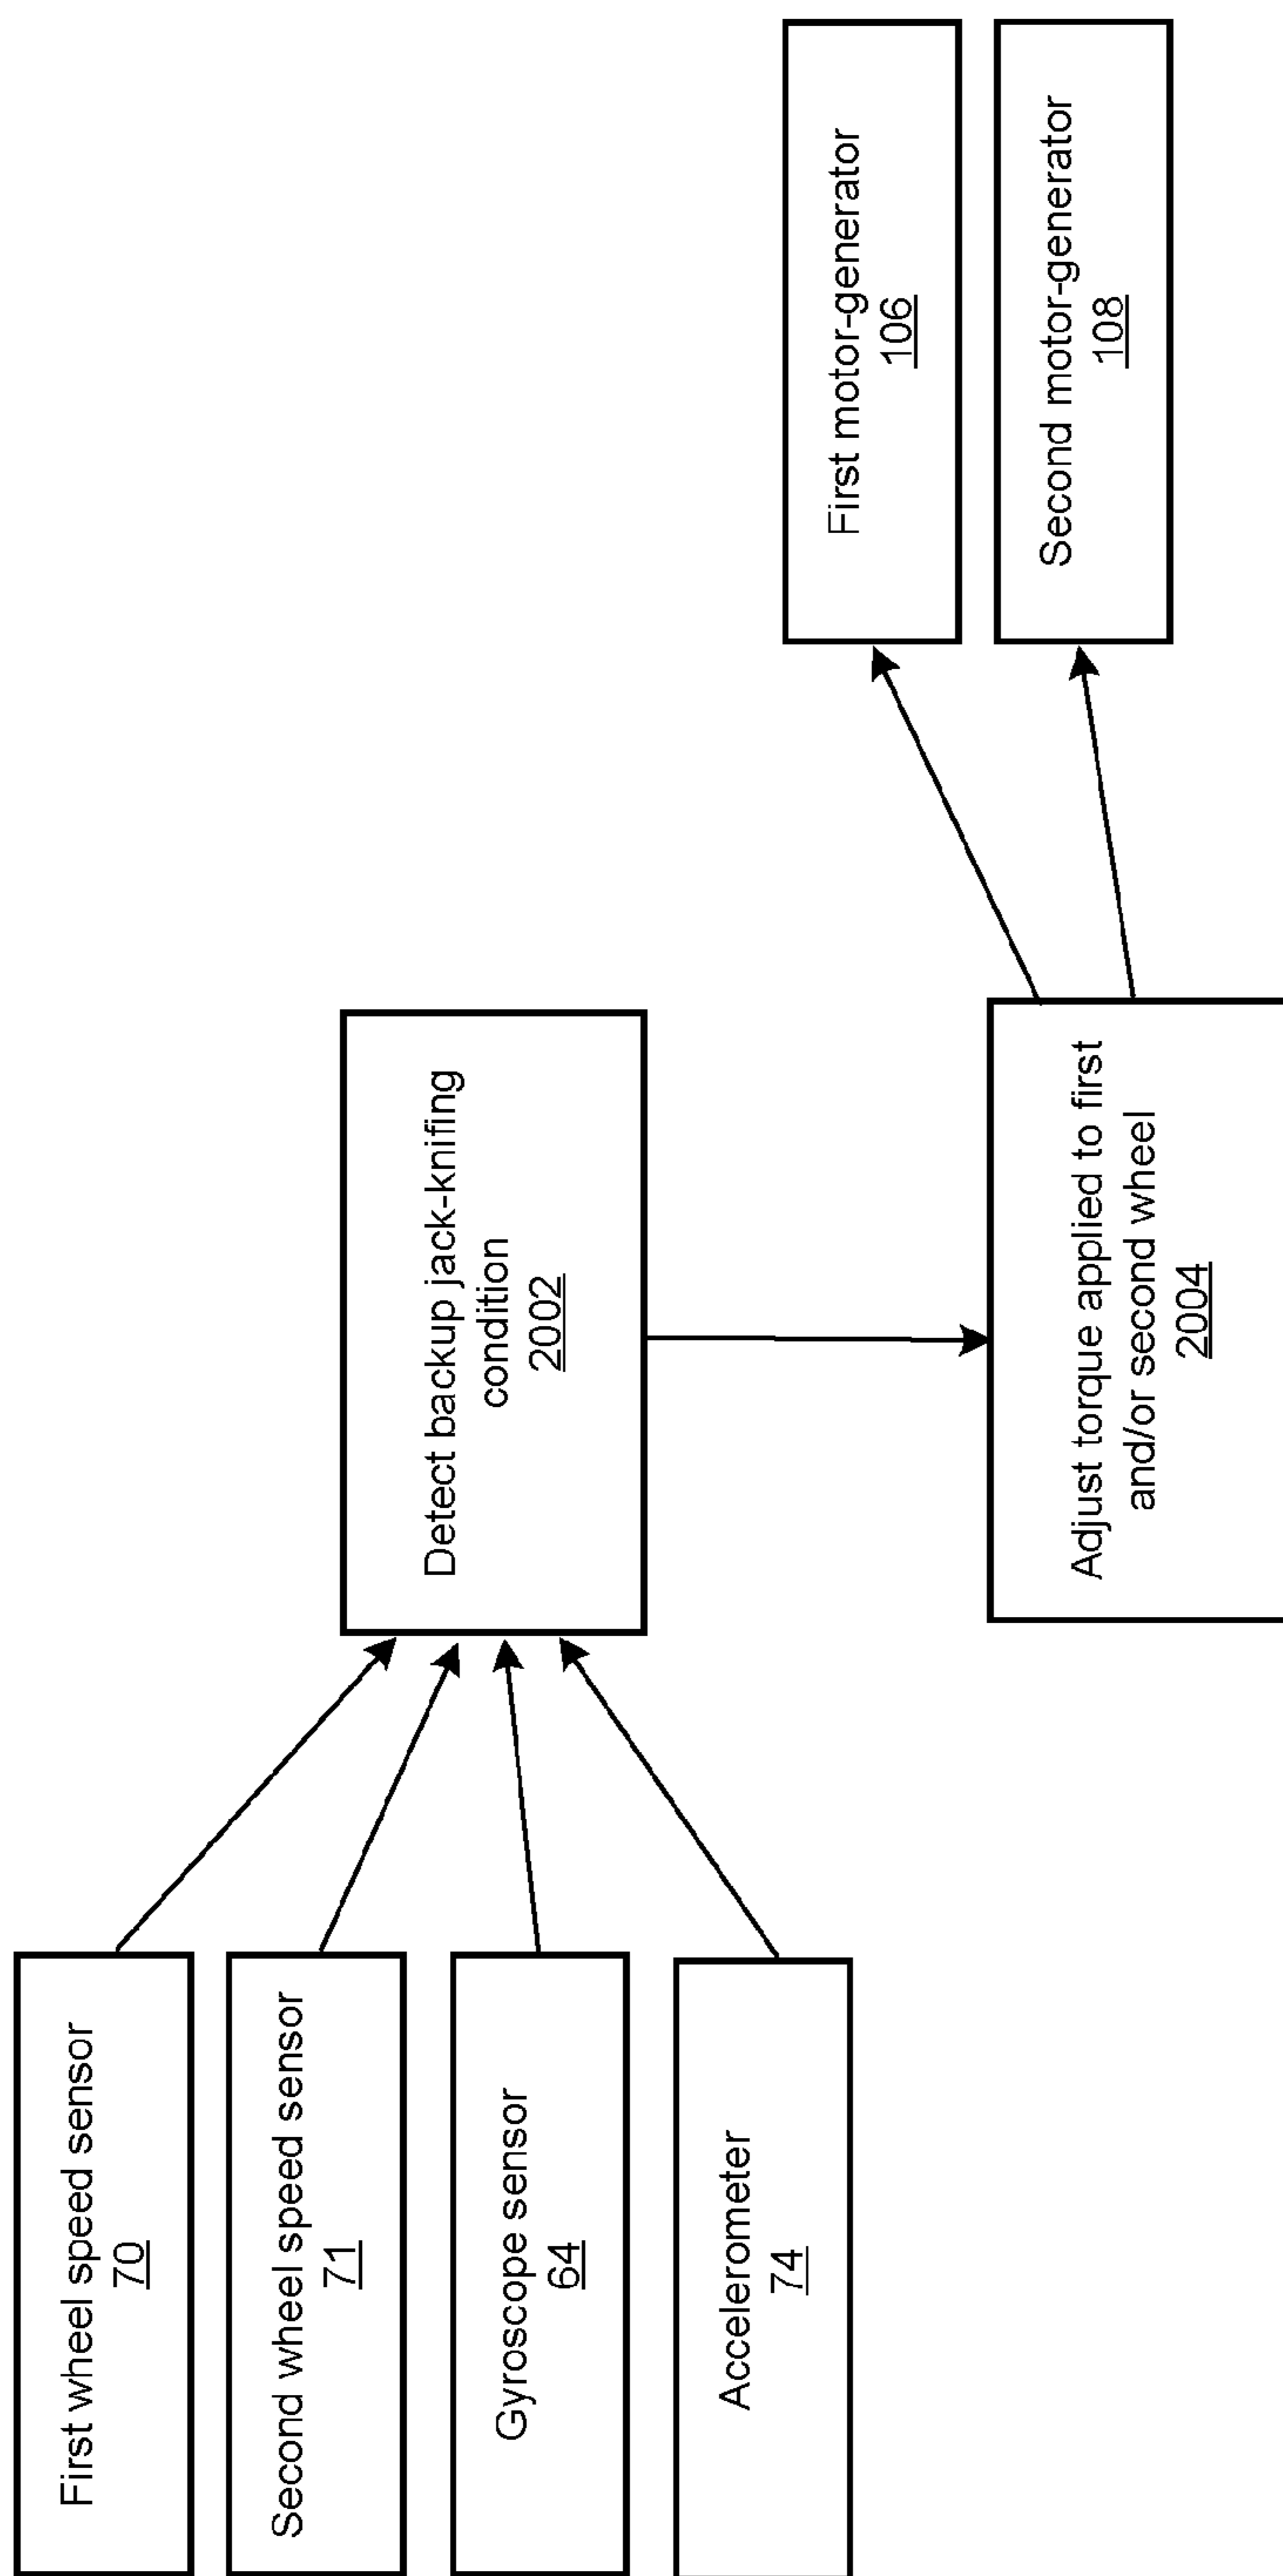 First wheel speed sensor
70
Second wheel speed sensor
71
Gyroscope sensor
64
Accelerometer
74
Detect backup jack-knifing
condition
2002
Adjust torque applied to first
and/or second wheel
2004
First motor-generator
106
Second motor-generator
108